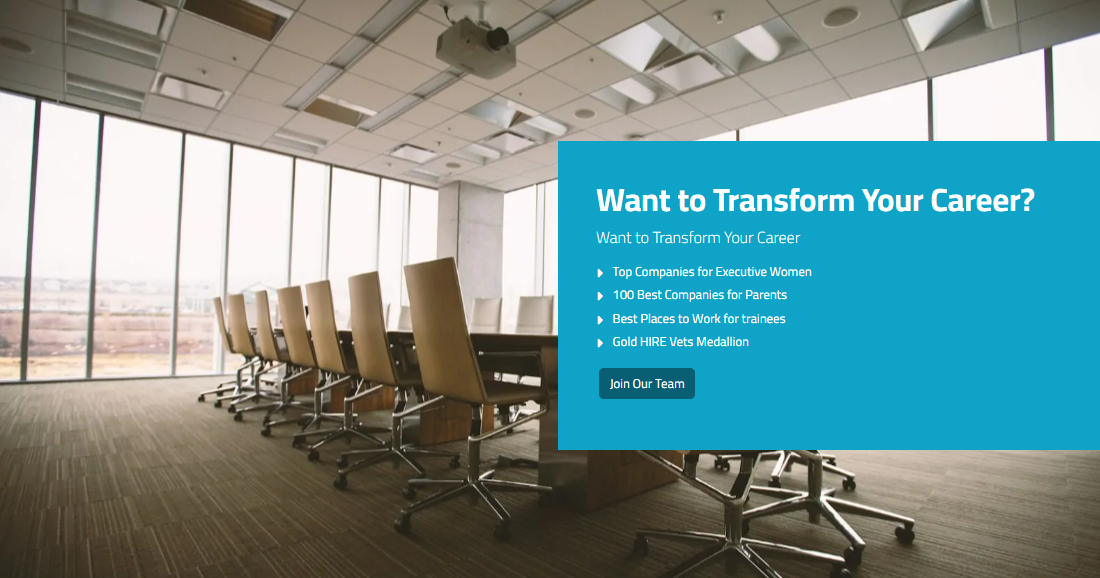 Want to Transform Your Career?
Want to Transform Your Career
Top Companies for Executive Women
100 Best Companies for Parents
Best Places to Work for trainees
Gold HIRE Vets Medallion
Join Our Team